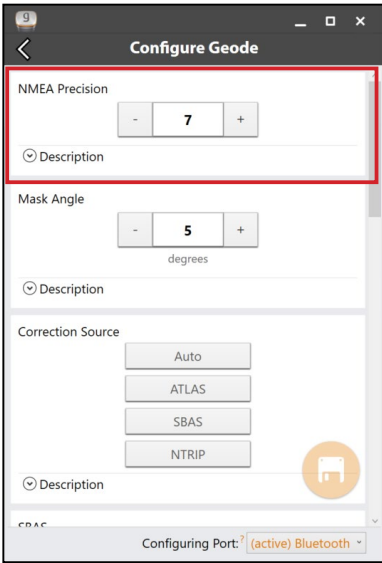 g
Configure Geode
NMEA Precision
- 7 +
Description
Mask Angle
- 5 +
degrees
Description
Correction Source
Auto
ATLAS
SBAS
NTRIP
Description
SBAS
Configuring Port:? (active) Bluetooth